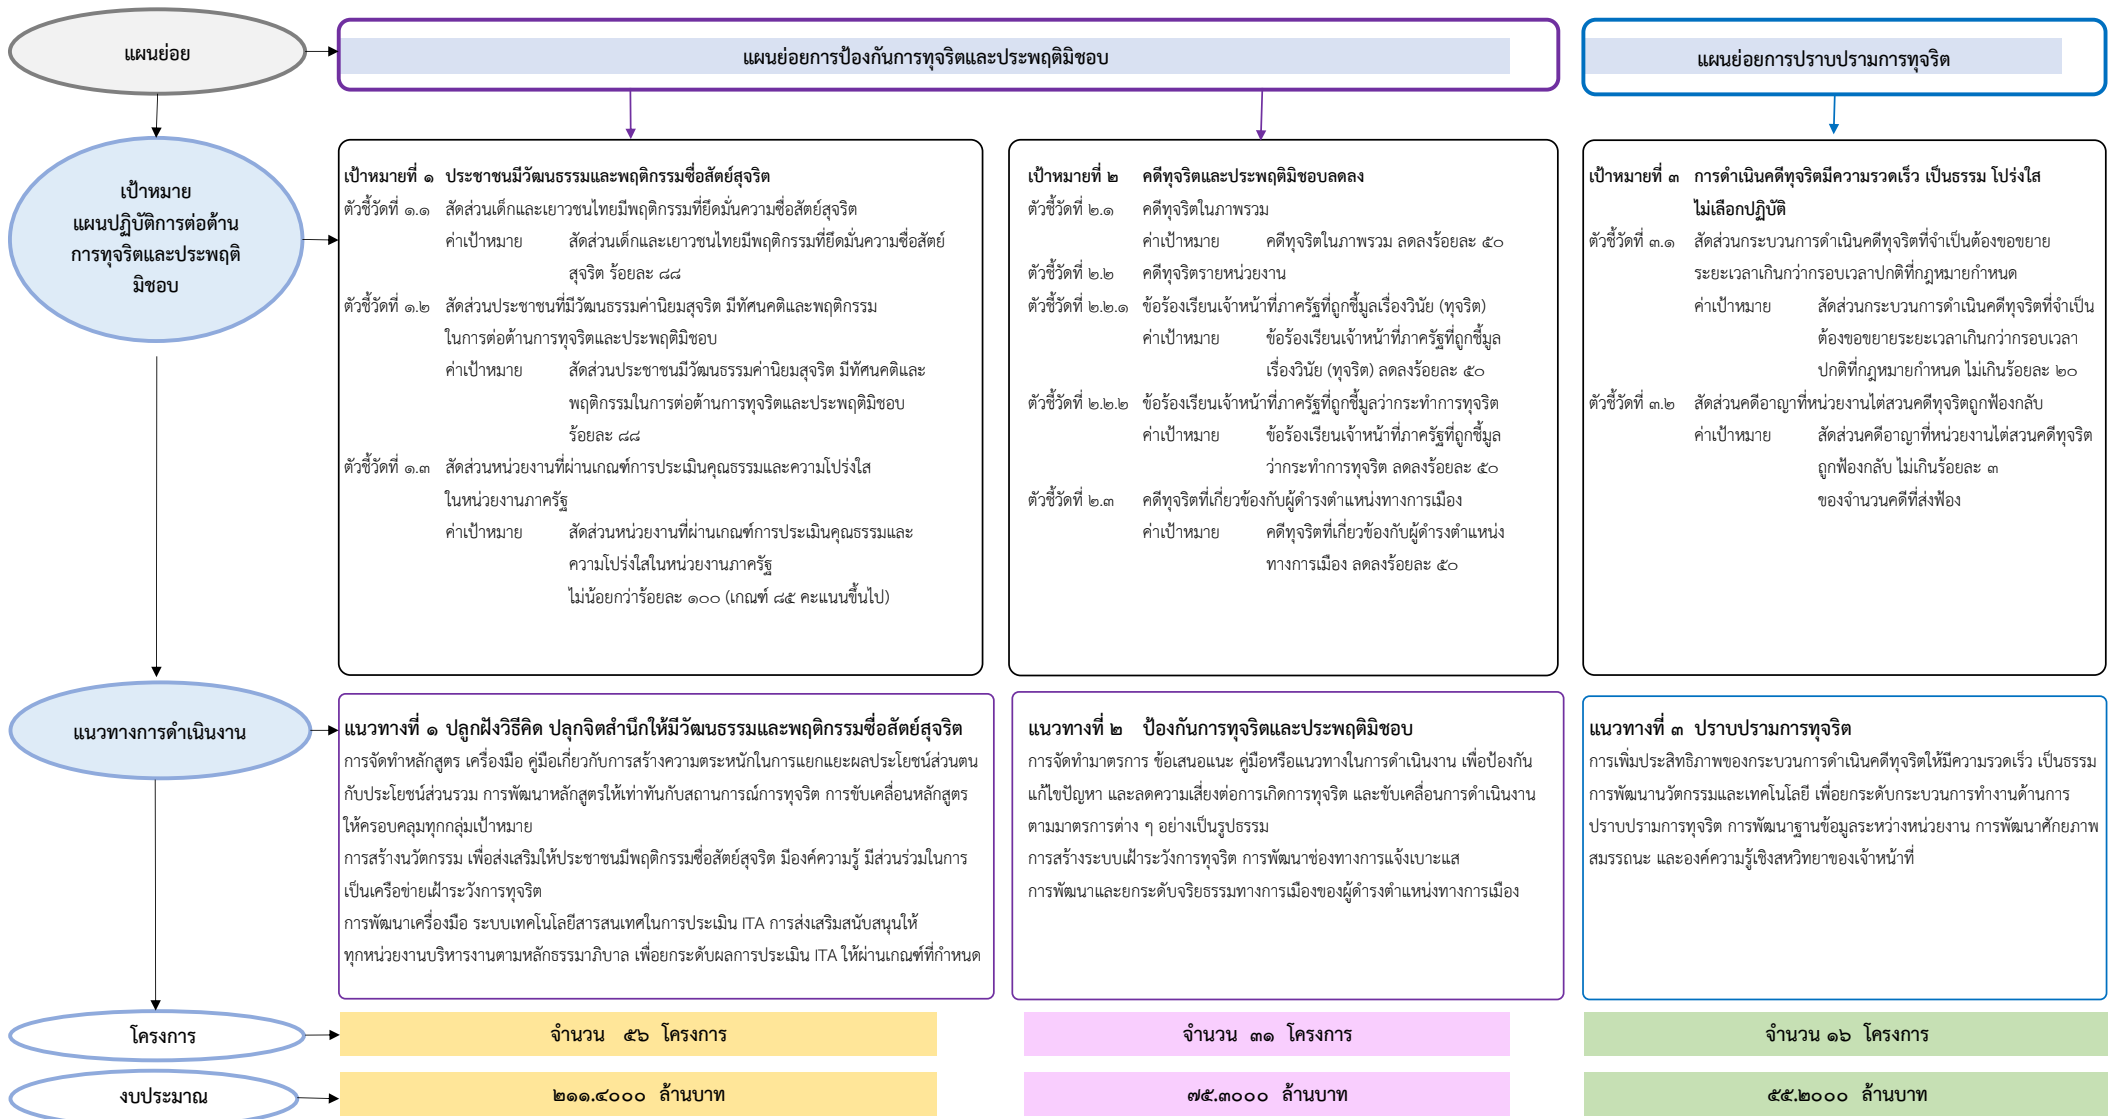 แผนย่อย
แผนย่อยการป้องกันการทุจริตและประพฤติมิชอบ
แผนย่อยการปราบปรามการทุจริต
เป้าหมาย
แผนปฏิบัติการต่อต้าน
การทุจริตและประพฤติ
มิชอบ
เป้าหมายที่ ๑ ประชาชนมีวัฒนธรรมและพฤติกรรมซื่อสัตย์สุจริต
ตัวชี้วัดที่ ๑.๑ สัดส่วนเด็กและเยาวชนไทยมีพฤติกรรมที่ยึดมั่นความซื่อสัตย์สุจริต
ค่าเป้าหมาย สัดส่วนเด็กและเยาวชนไทยมีพฤติกรรมที่ยึดมั่นความซื่อสัตย์
สุจริต ร้อยละ ๘๘
ตัวชี้วัดที่ ๑.๒ สัดส่วนประชาชนที่มีวัฒนธรรมค่านิยมสุจริต มีทัศนคติและพฤติกรรม
ในการต่อต้านการทุจริตและประพฤติมิชอบ
ค่าเป้าหมาย สัดส่วนประชาชนมีวัฒนธรรมค่านิยมสุจริต มีทัศนคติและ
พฤติกรรมในการต่อต้านการทุจริตและประพฤติมิชอบ
ร้อยละ ๘๘
ตัวชี้วัดที่ ๑.๓ สัดส่วนหน่วยงานที่ผ่านเกณฑ์การประเมินคุณธรรมและความโปร่งใส
ในหน่วยงานภาครัฐ
ค่าเป้าหมาย สัดส่วนหน่วยงานที่ผ่านเกณฑ์การประเมินคุณธรรมและ
ความโปร่งใสในหน่วยงานภาครัฐ
ไม่น้อยกว่าร้อยละ ๑๐๐ (เกณฑ์ ๘๕ คะแนนขึ้นไป)
เป้าหมายที่ ๒ คดีทุจริตและประพฤติมิชอบลดลง
ตัวชี้วัดที่ ๒.๑ คดีทุจริตในภาพรวม
ค่าเป้าหมาย คดีทุจริตในภาพรวม ลดลงร้อยละ ๕๐
ตัวชี้วัดที่ ๒.๒ คดีทุจริตรายหน่วยงาน
ตัวชี้วัดที่ ๒.๒.๑ ข้อร้องเรียนเจ้าหน้าที่ภาครัฐที่ถูกชี้มูลเรื่องวินัย (ทุจริต)
ค่าเป้าหมาย ข้อร้องเรียนเจ้าหน้าที่ภาครัฐที่ถูกชี้มูล
เรื่องวินัย (ทุจริต) ลดลงร้อยละ ๕๐
ตัวชี้วัดที่ ๒.๒.๒ ข้อร้องเรียนเจ้าหน้าที่ภาครัฐที่ถูกชี้มูลว่ากระทำการทุจริต
ค่าเป้าหมาย ข้อร้องเรียนเจ้าหน้าที่ภาครัฐที่ถูกชี้มูล
ว่ากระทำการทุจริต ลดลงร้อยละ ๕๐
ตัวชี้วัดที่ ๒.๓ คดีทุจริตที่เกี่ยวข้องกับผู้ดำรงตำแหน่งทางการเมือง
ค่าเป้าหมาย คดีทุจริตที่เกี่ยวข้องกับผู้ดำรงตำแหน่ง
ทางการเมือง ลดลงร้อยละ ๕๐
เป้าหมายที่ ๓ การดำเนินคดีทุจริตมีความรวดเร็ว เป็นธรรม โปร่งใส
ไม่เลือกปฏิบัติ
ตัวชี้วัดที่ ๓.๑ สัดส่วนกระบวนการดำเนินคดีทุจริตที่จำเป็นต้องขอขยาย
ระยะเวลาเกินกว่ากรอบเวลาปกติที่กฎหมายกำหนด
ค่าเป้าหมาย สัดส่วนกระบวนการดำเนินคดีทุจริตที่จำเป็น
ต้องขอขยายระยะเวลาเกินกว่ากรอบเวลา
ปกติที่กฎหมายกำหนด ไม่เกินร้อยละ ๒๐
ตัวชี้วัดที่ ๓.๒ สัดส่วนคดีอาญาที่หน่วยงานไต่สวนคดีทุจริตถูกฟ้องกลับ
ค่าเป้าหมาย สัดส่วนคดีอาญาที่หน่วยงานไต่สวนคดีทุจริต
ถูกฟ้องกลับ ไม่เกินร้อยละ ๓
ของจำนวนคดีที่ส่งฟ้อง
แนวทางการดำเนินงาน
แนวทางที่ ๑ ปลูกฝังวิธีคิด ปลุกจิตสำนึกให้มีวัฒนธรรมและพฤติกรรมซื่อสัตย์สุจริต
การจัดทำหลักสูตร เครื่องมือ คู่มือเกี่ยวกับการสร้างความตระหนักในการแยกแยะผลประโยชน์ส่วนตน
กับประโยชน์ส่วนรวม การพัฒนาหลักสูตรให้เท่าทันกับสถานการณ์การทุจริต การขับเคลื่อนหลักสูตร
ให้ครอบคลุมทุกกลุ่มเป้าหมาย
การสร้างนวัตกรรม เพื่อส่งเสริมให้ประชาชนมีพฤติกรรมซื่อสัตย์สุจริต มีองค์ความรู้ มีส่วนร่วมในการ
เป็นเครือข่ายเฝ้าระวังการทุจริต
การพัฒนาเครื่องมือ ระบบเทคโนโลยีสารสนเทศในการประเมิน ITA การส่งเสริมสนับสนุนให้
ทุกหน่วยงานบริหารงานตามหลักธรรมาภิบาล เพื่อยกระดับผลการประเมิน ITA ให้ผ่านเกณฑ์ที่กำหนด
แนวทางที่ ๒ ป้องกันการทุจริตและประพฤติมิชอบ
การจัดทำมาตรการ ข้อเสนอแนะ คู่มือหรือแนวทางในการดำเนินงาน เพื่อป้องกัน
แก้ไขปัญหา และลดความเสี่ยงต่อการเกิดการทุจริต และขับเคลื่อนการดำเนินงาน
ตามมาตรการต่าง ๆ อย่างเป็นรูปธรรม
การสร้างระบบเฝ้าระวังการทุจริต การพัฒนาช่องทางการแจ้งเบาะแส
การพัฒนาและยกระดับจริยธรรมทางการเมืองของผู้ดำรงตำแหน่งทางการเมือง
แนวทางที่ ๓ ปราบปรามการทุจริต
การเพิ่มประสิทธิภาพของกระบวนการดำเนินคดีทุจริตให้มีความรวดเร็ว เป็นธรรม
การพัฒนานวัตกรรมและเทคโนโลยี เพื่อยกระดับกระบวนการทำงานด้านการ
ปราบปรามการทุจริต การพัฒนาฐานข้อมูลระหว่างหน่วยงาน การพัฒนาศักยภาพ
สมรรถนะ และองค์ความรู้เชิงสหวิทยาของเจ้าหน้าที่
โครงการ
จำนวน ๕๖ โครงการ
จำนวน ๓๑ โครงการ
จำนวน ๑๖ โครงการ
งบประมาณ
๒๑๑.๔๐๐๐ ล้านบาท
๗๕.๓๐๐๐ ล้านบาท
๕๕.๒๐๐๐ ล้านบาท